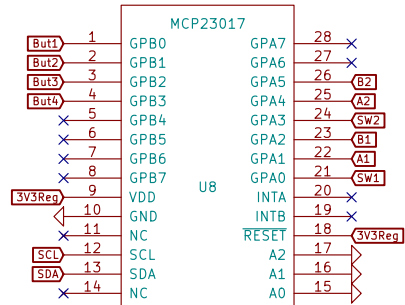 MCP23017
But1 1 GPB0 GPA7 28
But2 2 GPB1 GPA6 27
But3 3 GPB2 GPA5 26 B2
But4 4 GPB3 GPA4 25 A2
5 GPB4 GPA3 24 SW2
6 GPB5 GPA2 23 B1
7 GPB6 GPA1 22 A1
8 GPB7 GPA0 21 SW1
U8
3V3Reg 9 VDD INTA 20
10 GND INTB 19
11 NC RESET 18 3V3Reg
SCL 12 SCL A2 17
SDA 13 SDA A1 16
14 NC A0 15